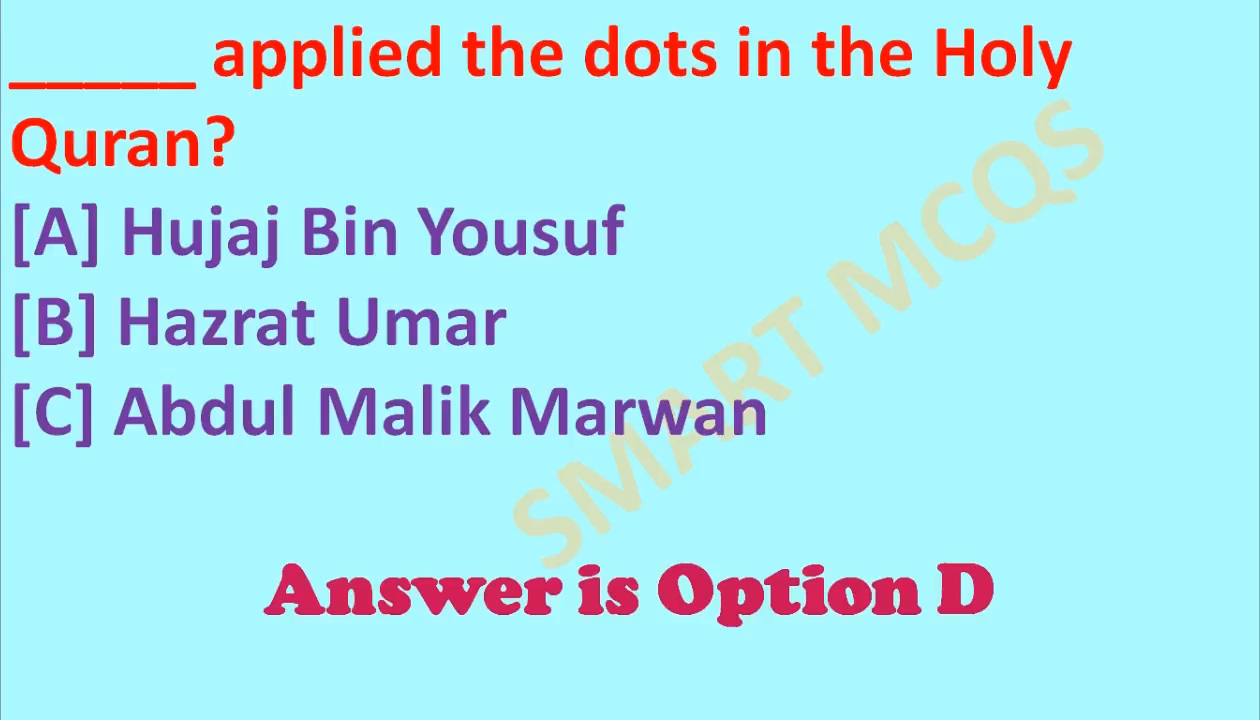 _____ applied the dots in the Holy
Quran?
[A] Hujaj Bin Yousuf
[B] Hazrat Umar
[C] Abdul Malik Marwan
SMART MCQS
Answer is Option D